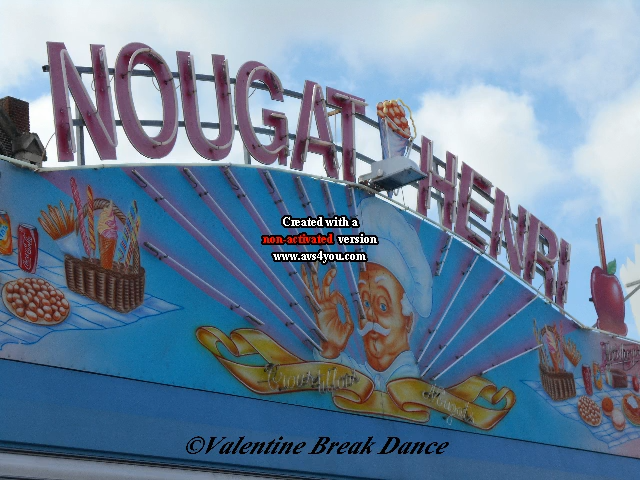 NOUGAT HENRI
Created with a
non-activated version
www.avs4you.com
©Valentine Break Dance